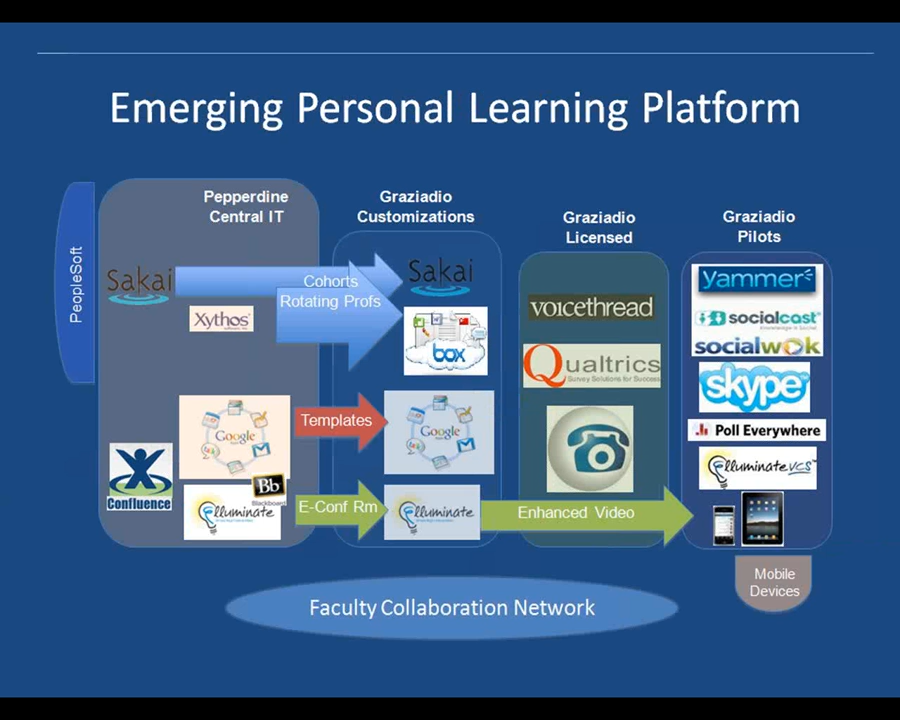 Emerging Personal Learning Platform
PeopleSoft
Pepperdine
Central IT
Sakai
Xythos
Google
Confluence
Bb
Blackboard
Elluminate
Cohorts
Rotating Profs
Templates
E-Conf Rm
Graziadio
Customizations
Sakai
box
Google
Elluminate
Enhanced Video
Graziadio
Licensed
voicethread
Qualtrics
Survey Solutions for Success
Graziadio
Pilots
yammer
socialcast
socialwok
skype
Poll Everywhere
Elluminate VCS
Mobile
Devices
Faculty Collaboration Network